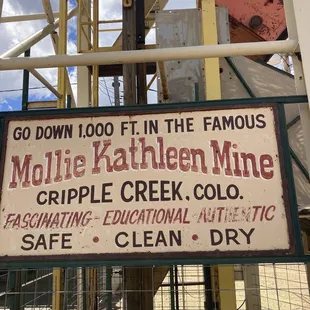 GO DOWN 1,000 FT. IN THE FAMOUS
Mollie Kathleen Mine
CRIPPLE CREEK, COLO.
FASCINATING - EDUCATIONAL - AUTHENTIC
SAFE • CLEAN • DRY